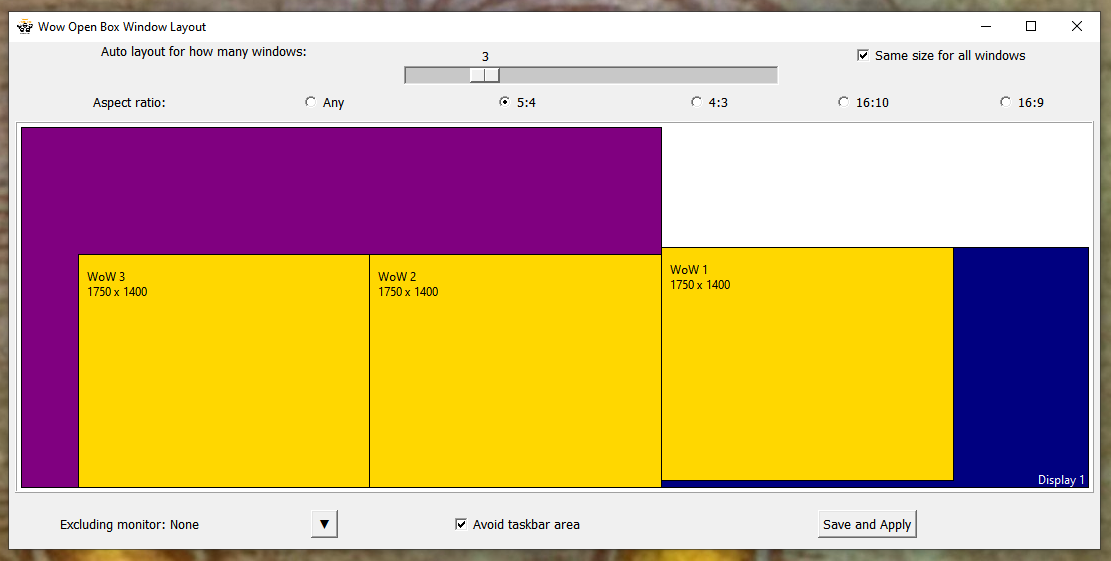 Wow Open Box Window Layout
Auto layout for how many windows:
3
Same size for all windows
Aspect ratio:
Any
5:4
4:3
16:10
16:9
WoW 3
1750 x 1400
WoW 2
1750 x 1400
WoW 1
1750 x 1400
Display 1
Excluding monitor: None
▼
Avoid taskbar area
Save and Apply